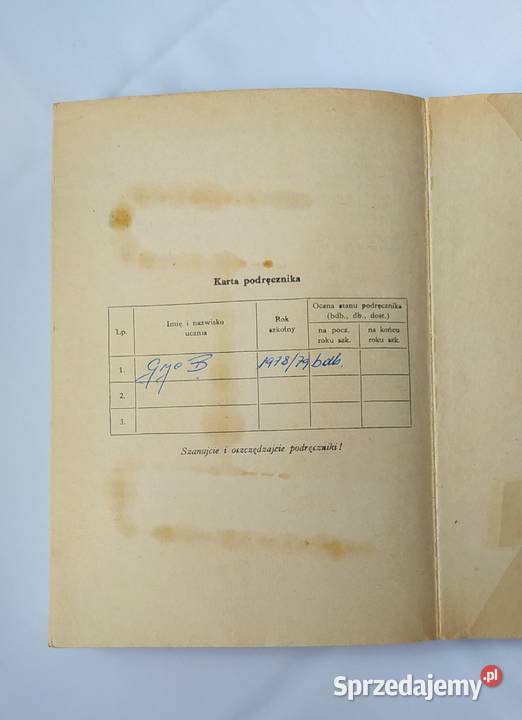 Karta podręcznika
Lp. Imię i nazwisko ucznia Rok szkolny Ocena stanu podręcznika (bdb., db., dost.) na pocz. roku szk. na końcu roku szk.
1. B 1978/79 bdb.
2.
3.
Szanujcie i oszczędzajcie podręczniki!
Sprzedajemy.pl